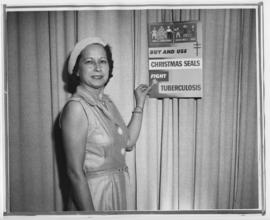 BUY AND USE
CHRISTMAS SEALS
FIGHT
TUBERCULOSIS